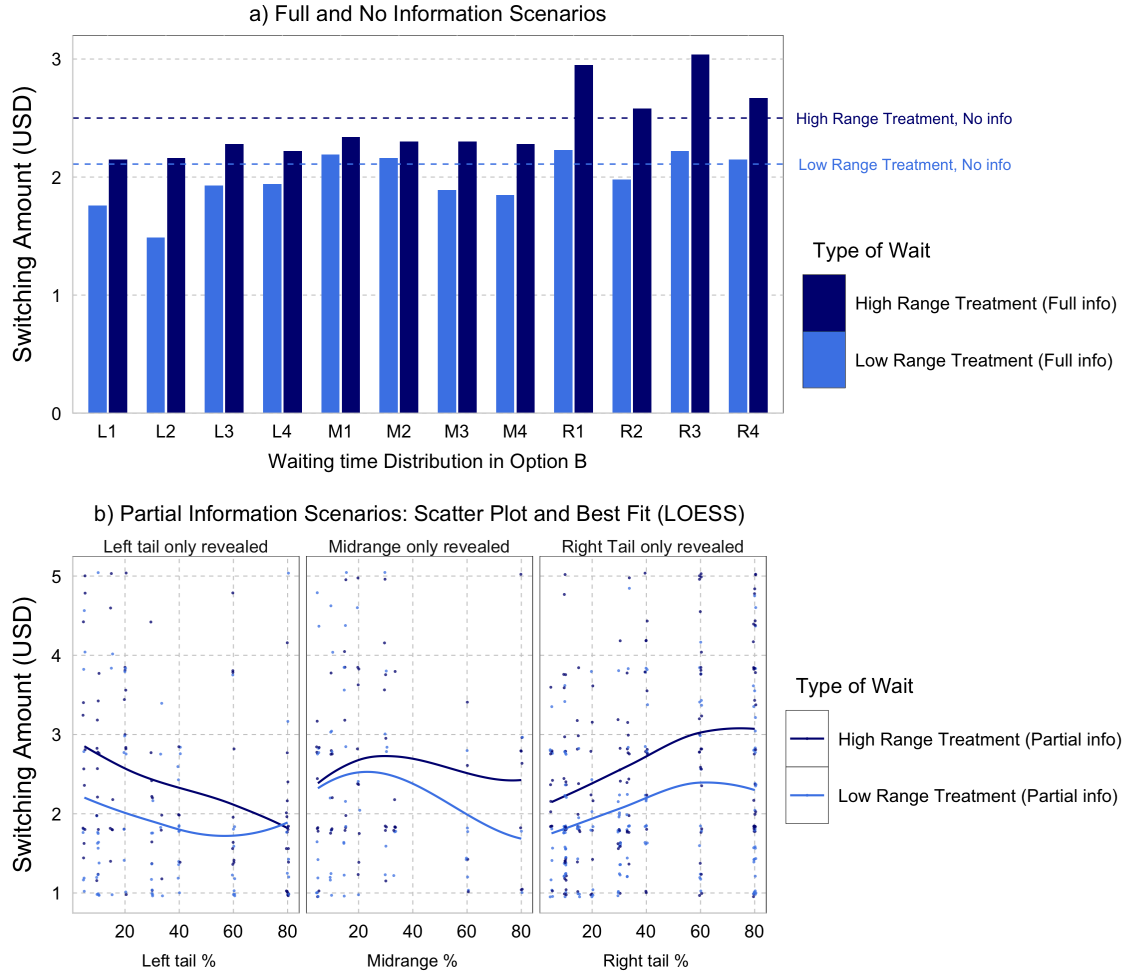 a) Full and No Information Scenarios
Switching Amount (USD)
3
2
1
0
High Range Treatment, No info
Low Range Treatment, No info
Type of Wait
High Range Treatment (Full info)
Low Range Treatment (Full info)
L1 L2 L3 L4 M1 M2 M3 M4 R1 R2 R3 R4
Waiting time Distribution in Option B
b) Partial Information Scenarios: Scatter Plot and Best Fit (LOESS)
Left tail only revealed Midrange only revealed Right Tail only revealed
Switching Amount (USD)
5
4
3
2
1
Type of Wait
High Range Treatment (Partial info)
Low Range Treatment (Partial info)
20 40 60 80 20 40 60 80 20 40 60 80
Left tail % Midrange % Right tail %